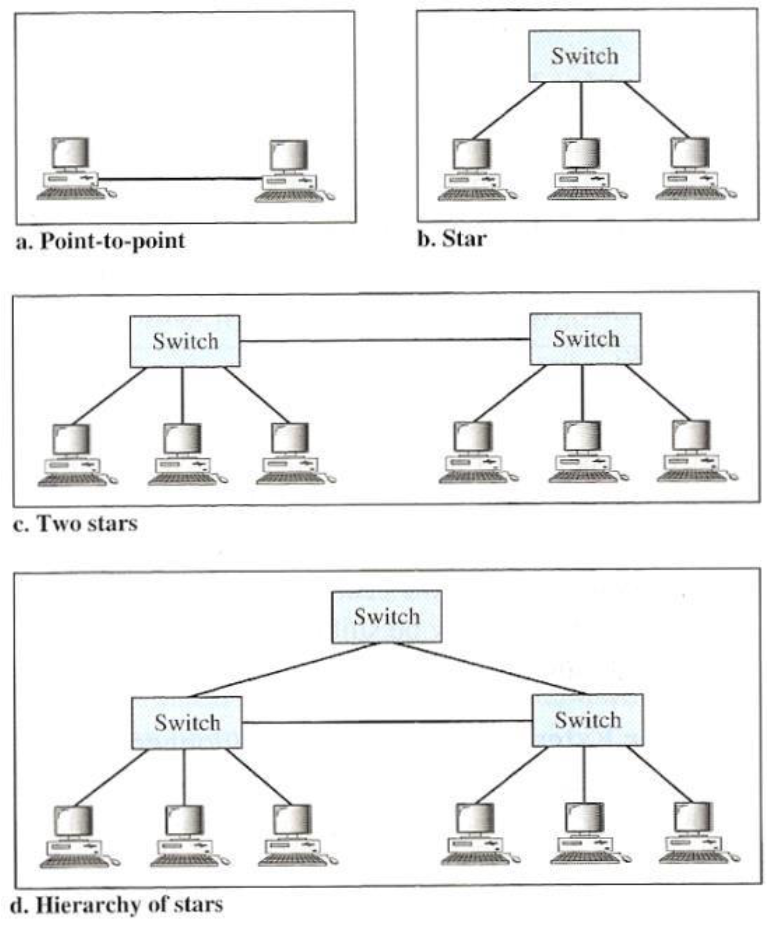 Switch
a. Point-to-point
b. Star
Switch
Switch
c. Two stars
Switch
Switch
Switch
d. Hierarchy of stars